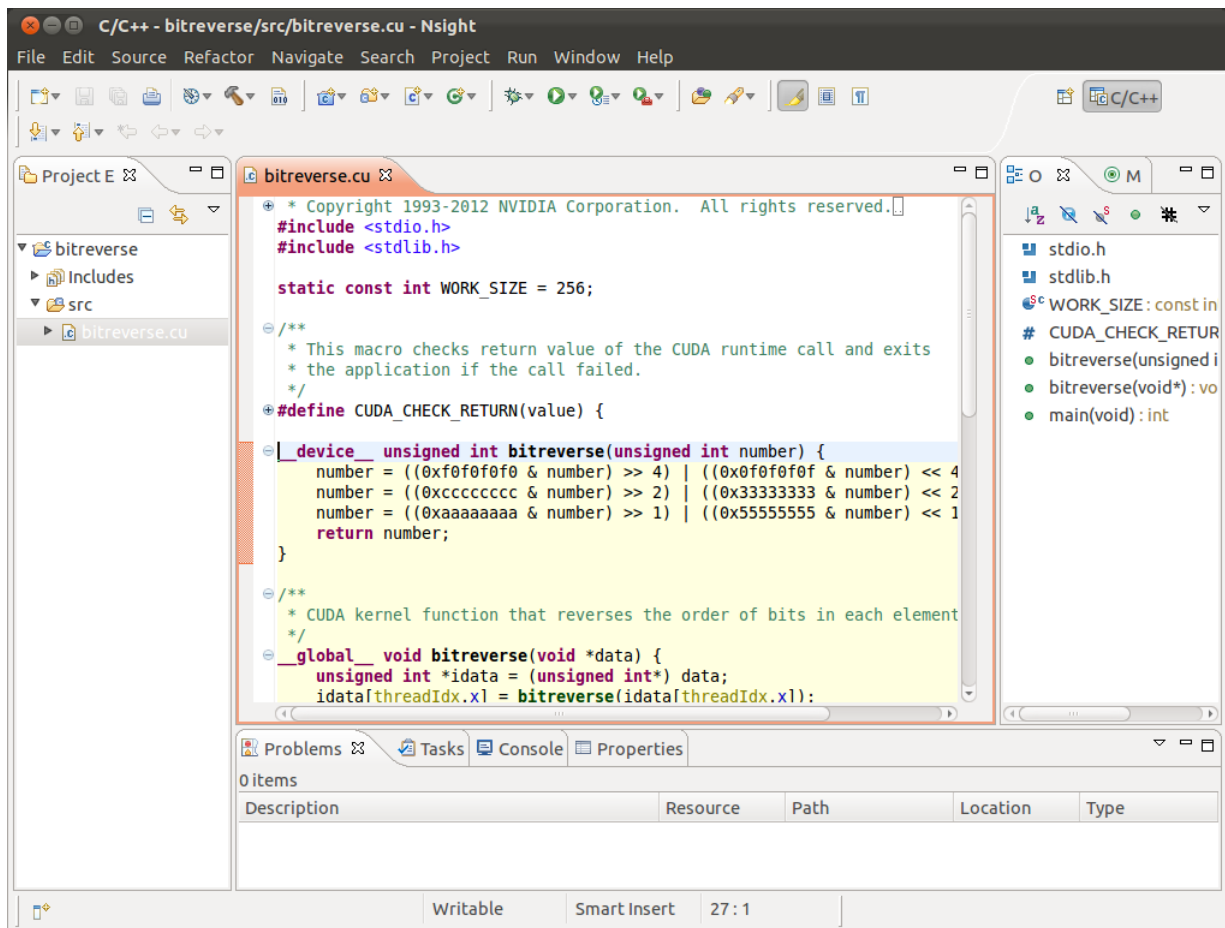 C/C++ - bitreverse/src/bitreverse.cu - Nsight
File Edit Source Refactor Navigate Search Project Run Window Help
C/C++
Project E
bitreverse
Includes
src
bitreverse.cu
bitreverse.cu
* Copyright 1993-2012 NVIDIA Corporation.  All rights reserved.
#include <stdio.h>
#include <stdlib.h>
static const int WORK_SIZE = 256;
/**
* This macro checks return value of the CUDA runtime call and exits
* the application if the call failed.
*/
#define CUDA_CHECK_RETURN(value) {
__device__ unsigned int bitreverse(unsigned int number) {
number = ((0xf0f0f0f0 & number) >> 4) | ((0x0f0f0f0f & number) << 4
number = ((0xcccccccc & number) >> 2) | ((0x33333333 & number) << 2
number = ((0xaaaaaaaa & number) >> 1) | ((0x55555555 & number) << 1
return number;
}
/**
* CUDA kernel function that reverses the order of bits in each element
*/
__global__ void bitreverse(void *data) {
unsigned int *idata = (unsigned int*) data;
idata[threadIdx.x] = bitreverse(idata[threadIdx.x]);
O
M
stdio.h
stdlib.h
WORK_SIZE : const in
CUDA_CHECK_RETUR
bitreverse(unsigned i
bitreverse(void*) : vo
main(void) : int
Problems Tasks Console Properties
0 items
Description Resource Path Location Type
Writable Smart Insert 27 : 1